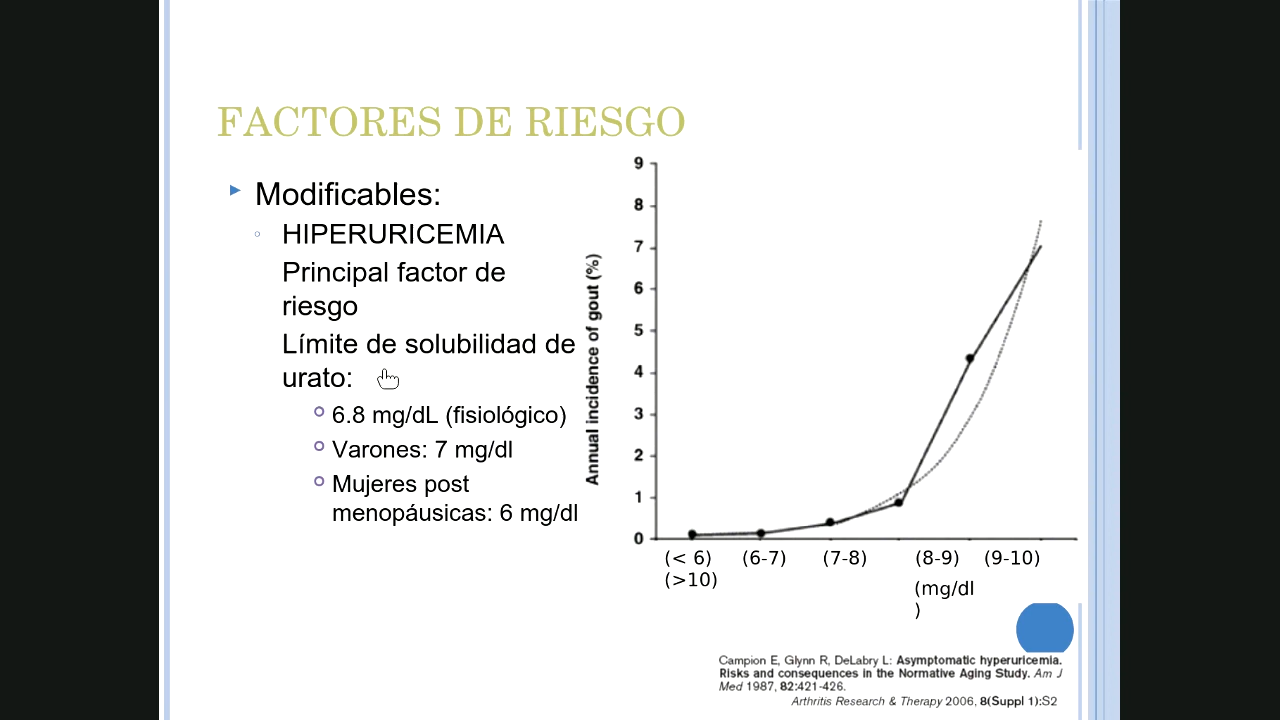 FACTORES DE RIESGO
Modificables:
HIPERURICEMIA
Principal factor de
riesgo
Límite de solubilidad de
urato:
6.8 mg/dL (fisiológico)
Varones: 7 mg/dl
Mujeres post
menopáusicas: 6 mg/dl
Annual incidence of gout (%)
9
8
7
6
5
4
3
2
1
0
(< 6) (6-7) (7-8) (8-9) (9-10)
(>10)
(mg/dl
)
Campion E, Glynn R, DeLabry L: Asymptomatic hyperuricemia.
Risks and consequences in the Normative Aging Study. Am J
Med 1987, 82:421-426.
Arthritis Research & Therapy 2006, 8(Suppl 1):S2